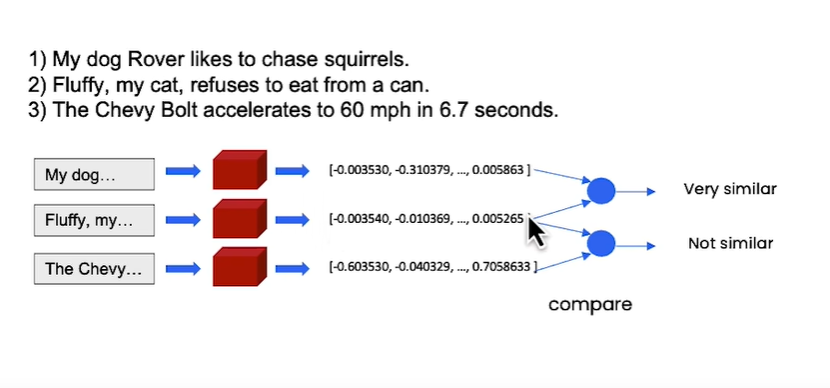 1) My dog Rover likes to chase squirrels.
2) Fluffy, my cat, refuses to eat from a can.
3) The Chevy Bolt accelerates to 60 mph in 6.7 seconds.
My dog...
[-0.003530, -0.310379, ..., 0.005863 ]
Very similar
Fluffy, my...
[-0.003540, -0.010369, ..., 0.005265
Not similar
The Chevy...
[-0.603530, -0.040329, ..., 0.7058633 ]
compare